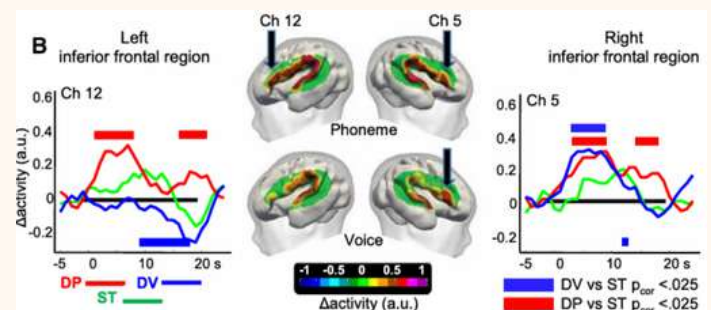 B
Left
inferior frontal region
Ch 12
Ch 5
Right
inferior frontal region
Ch 12
0.6
0.4
0.2
0
-0.2
Δactivity (a.u.)
-5 0 10 20 s
DP
DV
ST
Phoneme
Voice
-1 -0.5 0 0.5 1
Δactivity (a.u.)
Ch 5
0.6
0.4
0.2
0
-0.2
-5 0 10 20 s
DV vs ST pcor <.025
DP vs ST pcor <.025